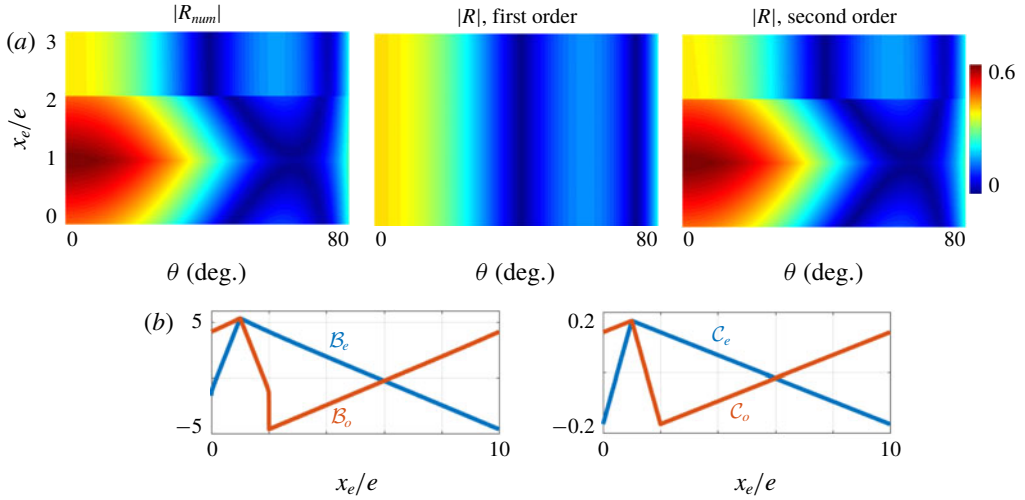 |R_num|
|R|, first order
|R|, second order
(a)
3
2
1
0
x_e/e
0 80
0 80
0 80
θ (deg.)
θ (deg.)
θ (deg.)
0.6
0
(b)
5
−5
ℬ_e
ℬ_o
0 10
x_e/e
0.2
−0.2
𝒞_e
𝒞_o
0 10
x_e/e